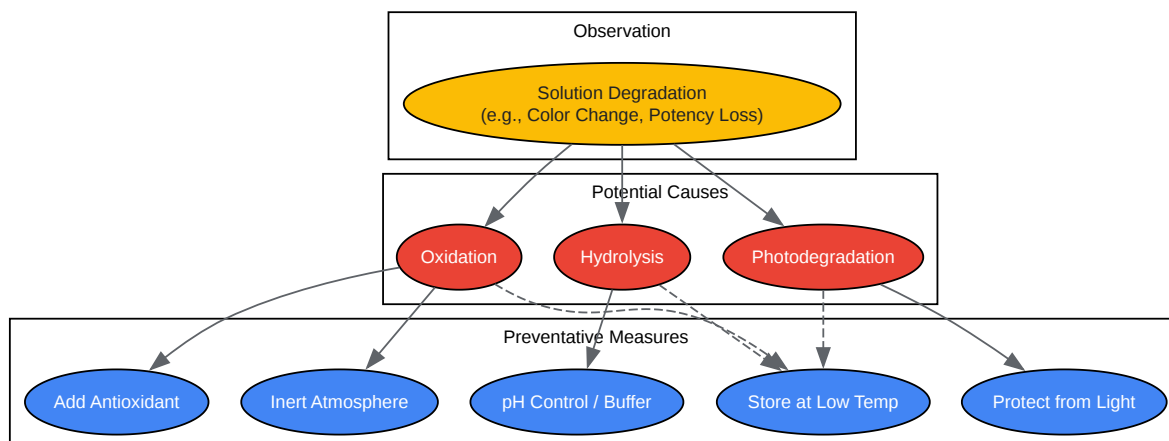 Observation
Solution Degradation
(e.g., Color Change, Potency Loss)
Potential Causes
Oxidation
Hydrolysis
Photodegradation
Preventative Measures
Add Antioxidant
Inert Atmosphere
pH Control / Buffer
Store at Low Temp
Protect from Light